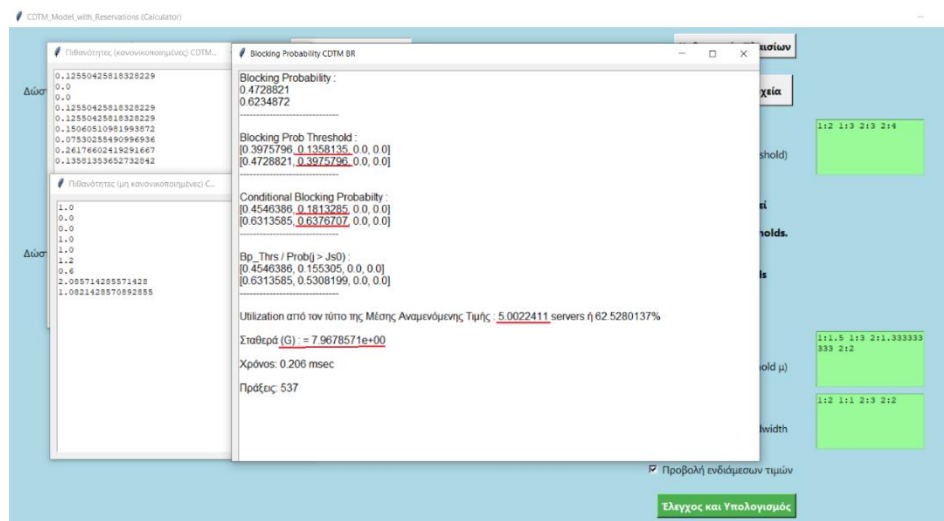 CDTM_Model_with_Reservations (Calculator)
Πιθανότητες (κανονικοποιημένος) CDTM...
0.12550425818328229
0.0
0.0
0.12550425818328229
0.12550425818328229
0.15060510981993872
0.07530255490996936
0.26176602419291667
0.13581353652732842
Πιθανότητες (μη κανονικοποιημένες) C...
1.0
0.0
0.0
1.0
1.0
1.2
0.6
2.085714285571428
1.0821428570892855
Blocking Probability CDTM BR
Blocking Probability :
0.4728821
0.6234872
------------------------------
Blocking Prob Threshold :
[0.3975796, 0.1358135, 0.0, 0.0]
[0.4728821, 0.3975796, 0.0, 0.0]
------------------------------
Conditional Blocking Probabilty :
[0.4546386, 0.1813285, 0.0, 0.0]
[0.6313585, 0.6376707, 0.0, 0.0]
------------------------------
Bp_Thrs / Prob(j > Js0) :
[0.4546386, 0.155305, 0.0, 0.0]
[0.6313585, 0.5308199, 0.0, 0.0]
------------------------------
Utilization από τον τύπο της Μέσης Αναμενόμενης Τιμής : 5.0022411 servers ή 62.5280137%
Σταθερά (G) : = 7.9678571e+00
Χρόνος: 0.206 msec
Πράξεις: 537
Δώσ
Δώσ
shold)
holds.
ds
old μ)
dwidth
1:2 1:3 2:3 2:4
1:1.5 1:3 2:1.333333
333 2:2
1:2 1:1 2:3 2:2
Προβολή ενδιάμεσων τιμών
Έλεγχος και Υπολογισμός